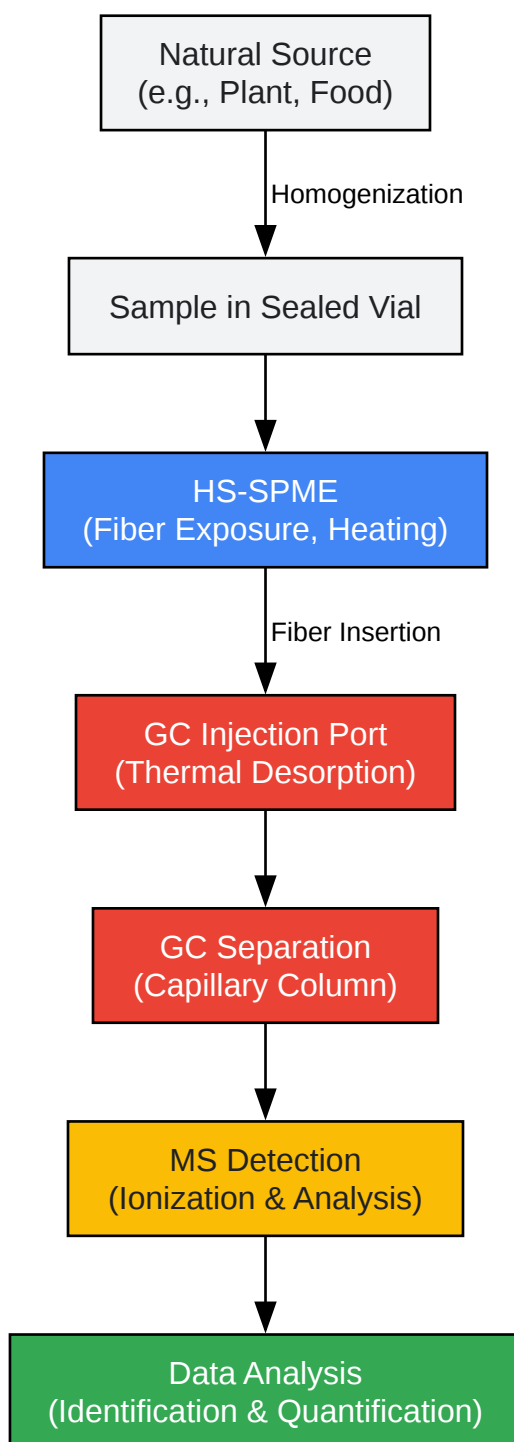 Natural Source
(e.g., Plant, Food)
Homogenization
Sample in Sealed Vial
HS-SPME
(Fiber Exposure, Heating)
Fiber Insertion
GC Injection Port
(Thermal Desorption)
GC Separation
(Capillary Column)
MS Detection
(Ionization & Analysis)
Data Analysis
(Identification & Quantification)